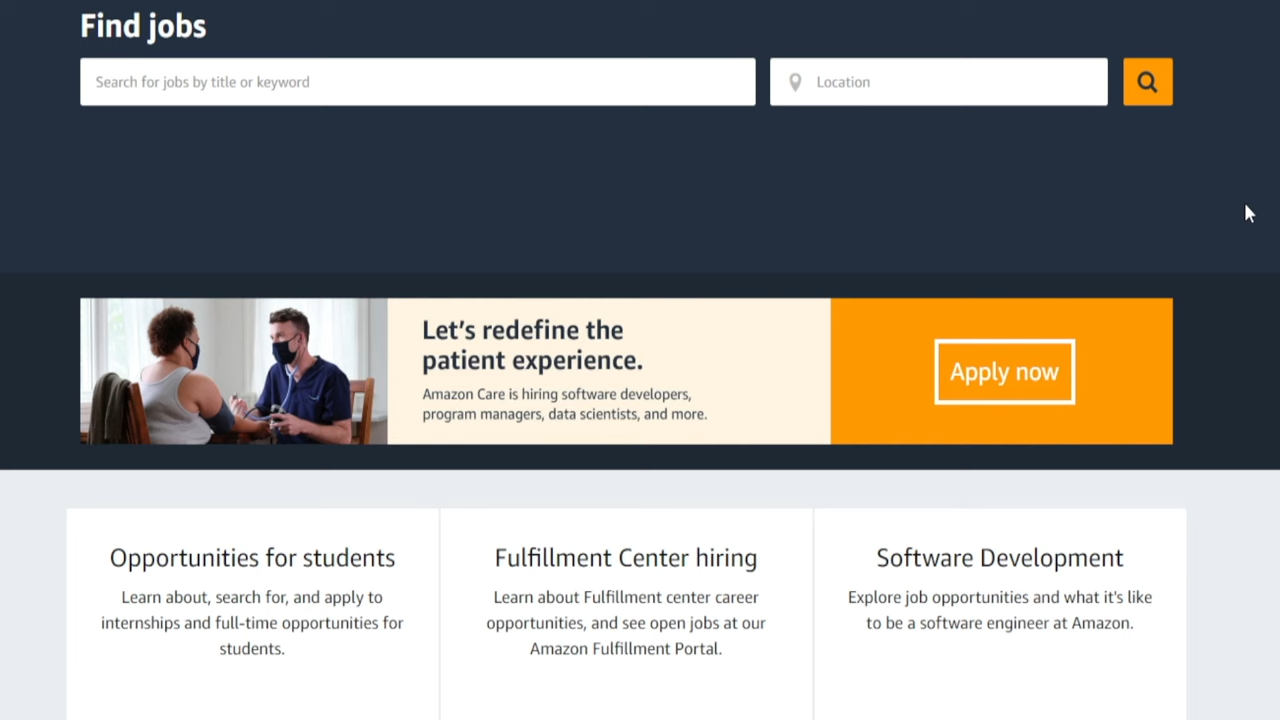 Find jobs
Search for jobs by title or keyword
Location
Let’s redefine the
patient experience.
Amazon Care is hiring software developers,
program managers, data scientists, and more.
Apply now
Opportunities for students
Learn about, search for, and apply to
internships and full-time opportunities for
students.
Fulfillment Center hiring
Learn about Fulfillment center career
opportunities, and see open jobs at our
Amazon Fulfillment Portal.
Software Development
Explore job opportunities and what it's like
to be a software engineer at Amazon.